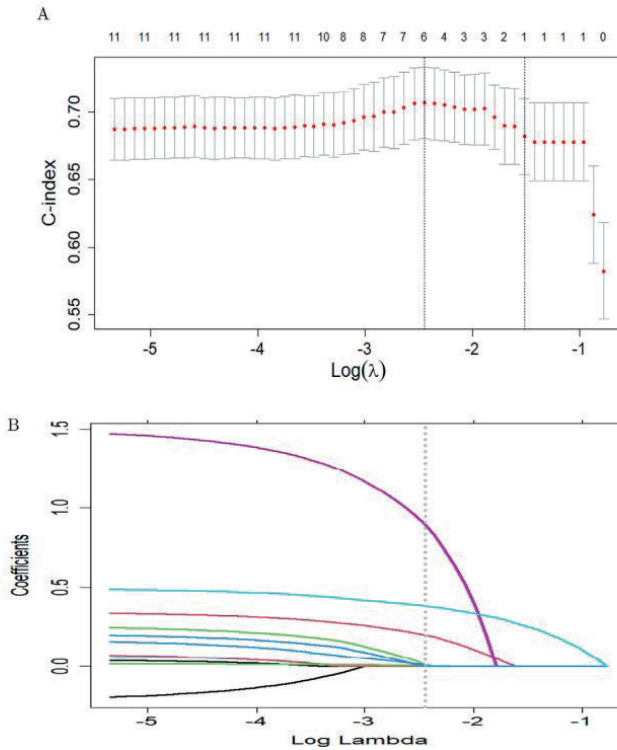 A
11 11 11 11 11 11 11 10 8 8 7 7 6 4 3 3 2 1 1 1 1 0
0.70
0.65
0.60
0.55
C-index
-5 -4 -3 -2 -1
Log(λ)
B
1.5
1.0
0.5
0.0
Coefficients
-5 -4 -3 -2 -1
Log Lambda